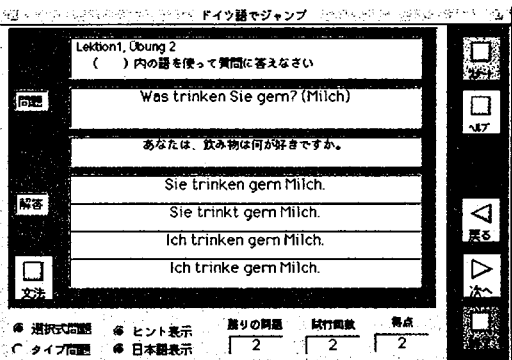 ドイツ語でジャンプ
Lektion1, Übung 2
(　) 内の語を使って質問に答えなさい
問題
Was trinken Sie gern? (Milch)
あなたは、飲み物は何が好きですか。
解答
Sie trinken gern Milch.
Sie trinkt gern Milch.
Ich trinken gern Milch.
Ich trinke gern Milch.
文法
ヘルプ
戻る
次へ
選択式問題
タイプ問題
ヒント表示
日本語表示
残りの問題
2
試行回数
2
得点
2